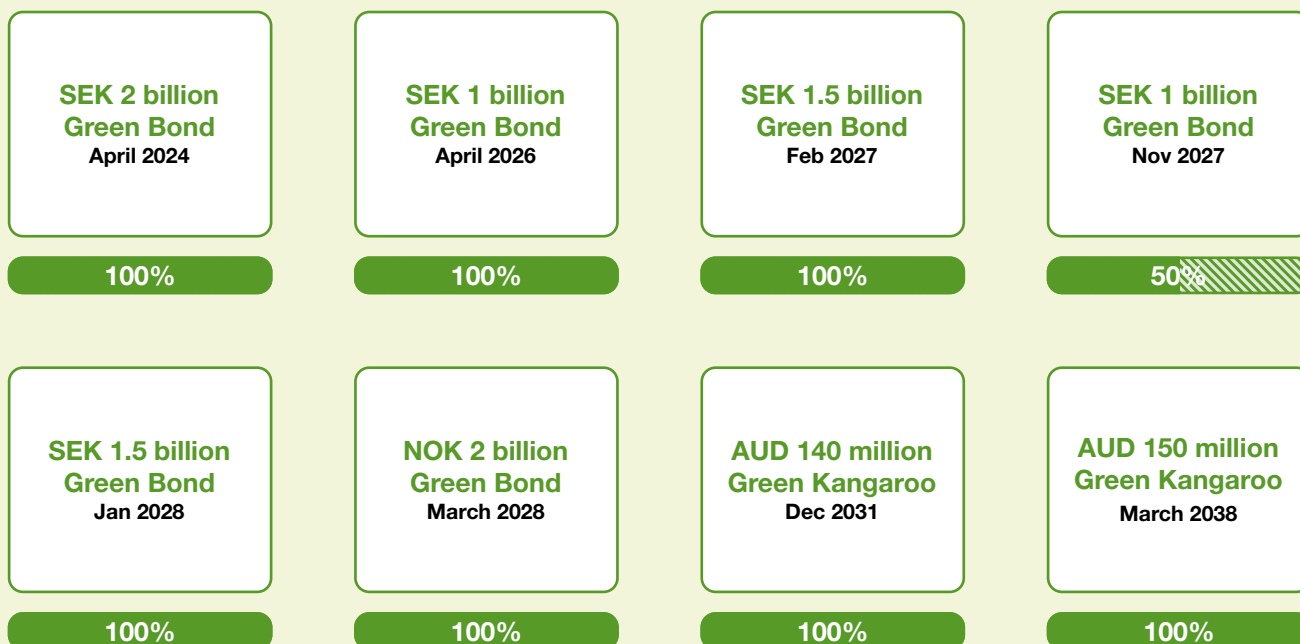 SEK 2 billion
Green Bond
April 2024
100%
SEK 1 billion
Green Bond
April 2026
100%
SEK 1.5 billion
Green Bond
Feb 2027
100%
SEK 1 billion
Green Bond
Nov 2027
50%
SEK 1.5 billion
Green Bond
Jan 2028
100%
NOK 2 billion
Green Bond
March 2028
100%
AUD 140 million
Green Kangaroo
Dec 2031
100%
AUD 150 million
Green Kangaroo
March 2038
100%